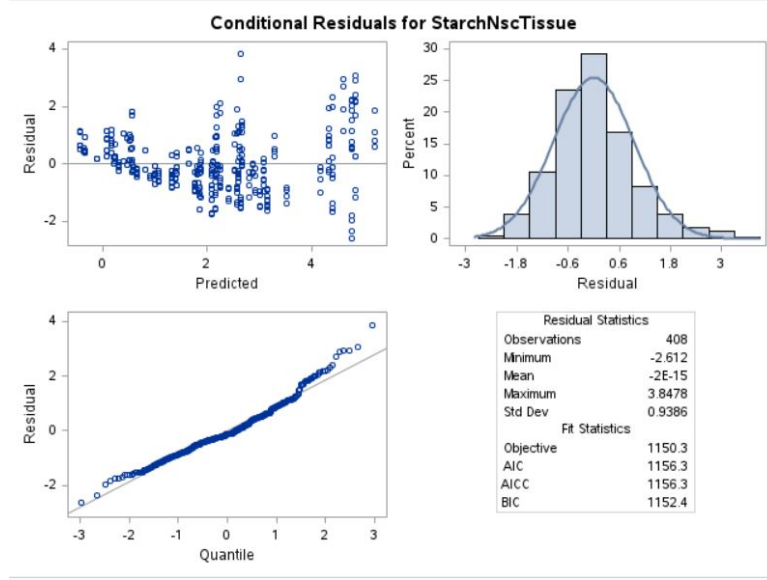 Conditional Residuals for StarchNscTissue
4
2
0
-2
Residual
0
2
4
Predicted
30
25
20
15
10
5
0
Percent
-3
-1.8
-0.6
0.6
1.8
3
Residual
4
2
0
-2
Residual
-3
-2
-1
0
1
2
3
Quantile
Residual Statistics
Observations 408
Minimum -2.612
Mean -2E-15
Maximum 3.8478
Std Dev 0.9386
Fit Statistics
Objective 1150.3
AIC 1156.3
AICC 1156.3
BIC 1152.4